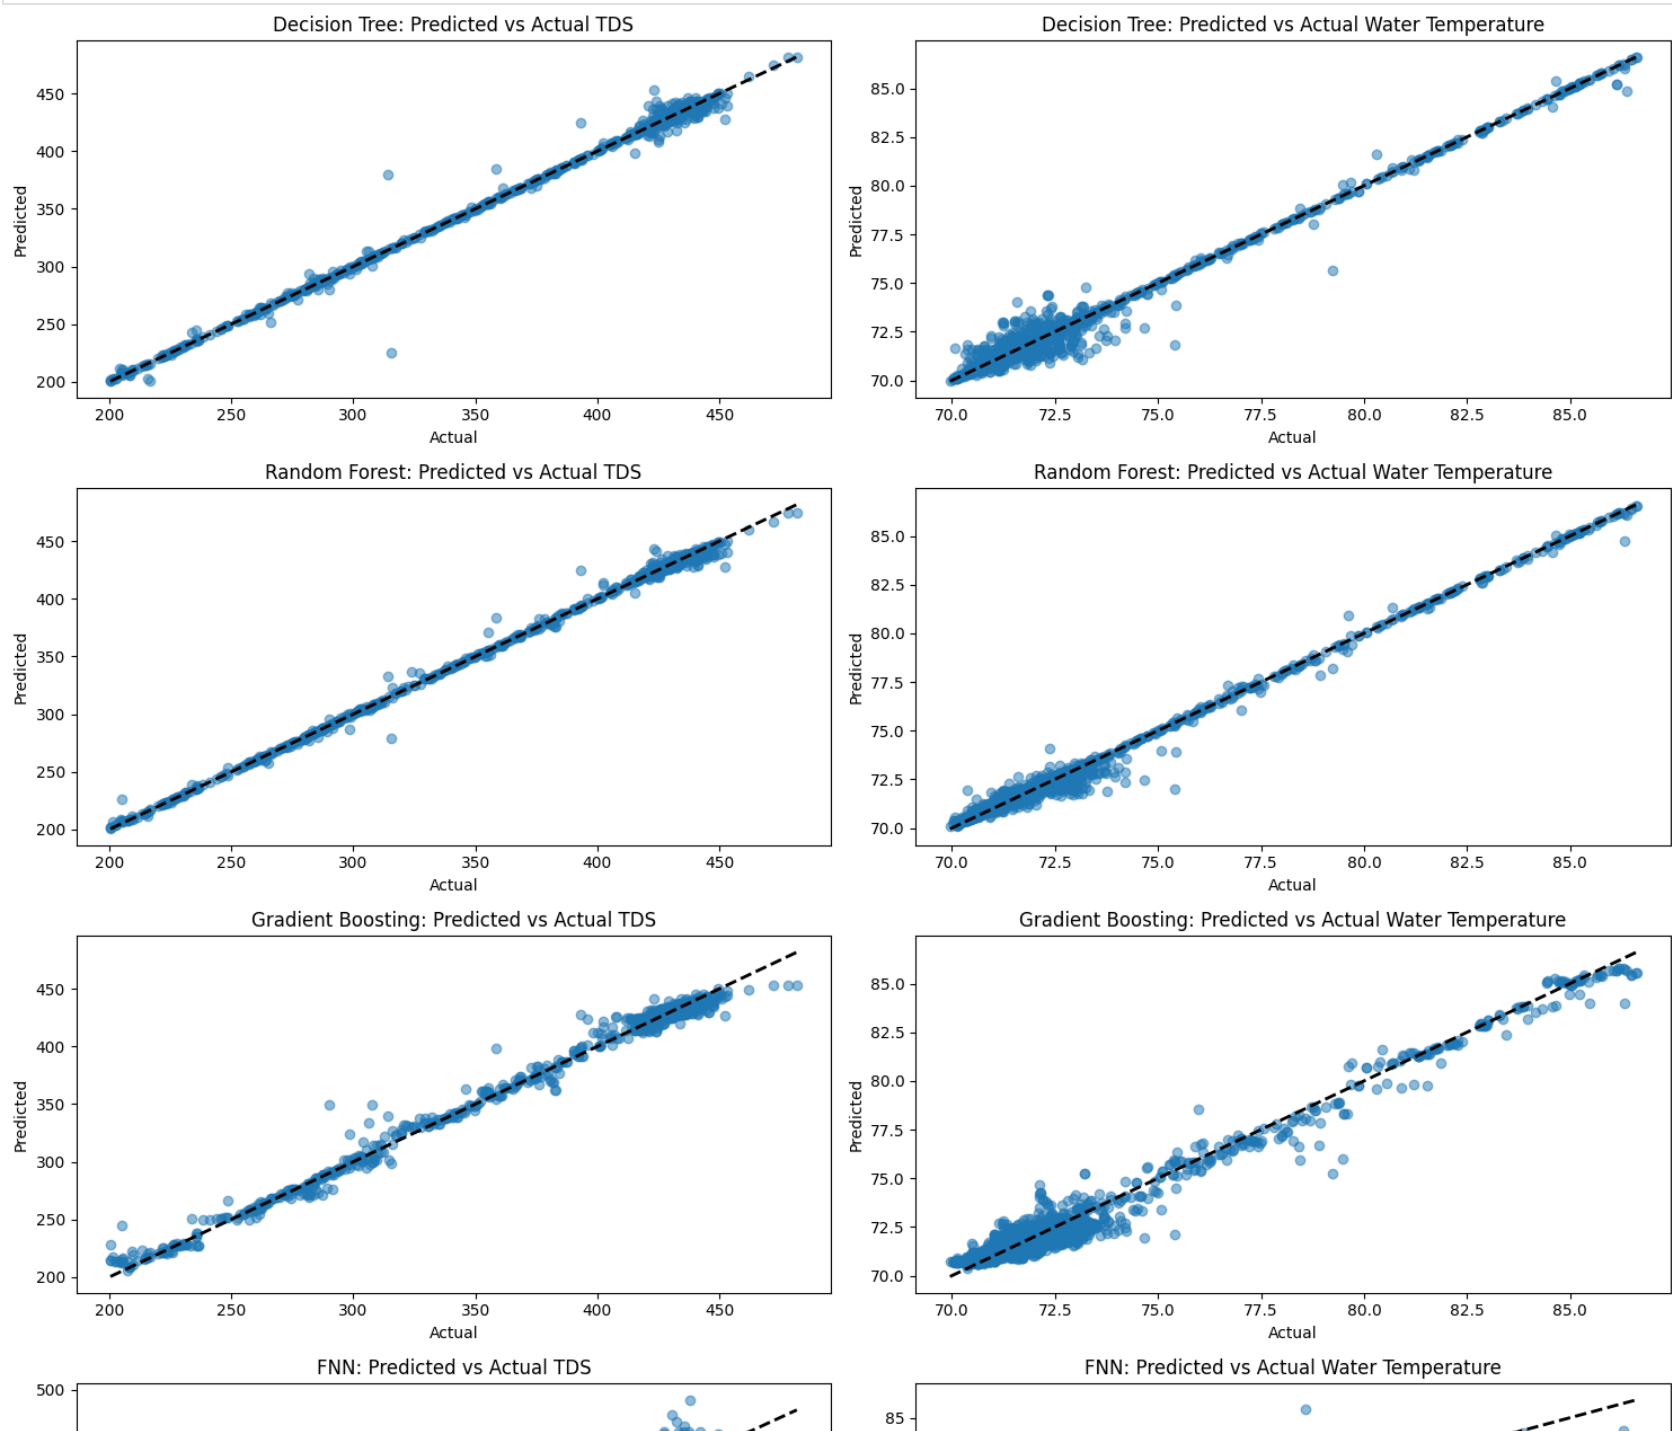 Decision Tree: Predicted vs Actual TDS
Predicted
450
400
350
300
250
200
200 250 300 350 400 450
Actual
Decision Tree: Predicted vs Actual Water Temperature
Predicted
85.0
82.5
80.0
77.5
75.0
72.5
70.0
70.0 72.5 75.0 77.5 80.0 82.5 85.0
Actual
Random Forest: Predicted vs Actual TDS
Predicted
450
400
350
300
250
200
200 250 300 350 400 450
Actual
Random Forest: Predicted vs Actual Water Temperature
Predicted
85.0
82.5
80.0
77.5
75.0
72.5
70.0
70.0 72.5 75.0 77.5 80.0 82.5 85.0
Actual
Gradient Boosting: Predicted vs Actual TDS
Predicted
450
400
350
300
250
200
200 250 300 350 400 450
Actual
Gradient Boosting: Predicted vs Actual Water Temperature
Predicted
85.0
82.5
80.0
77.5
75.0
72.5
70.0
70.0 72.5 75.0 77.5 80.0 82.5 85.0
Actual
FNN: Predicted vs Actual TDS
500
FNN: Predicted vs Actual Water Temperature
85